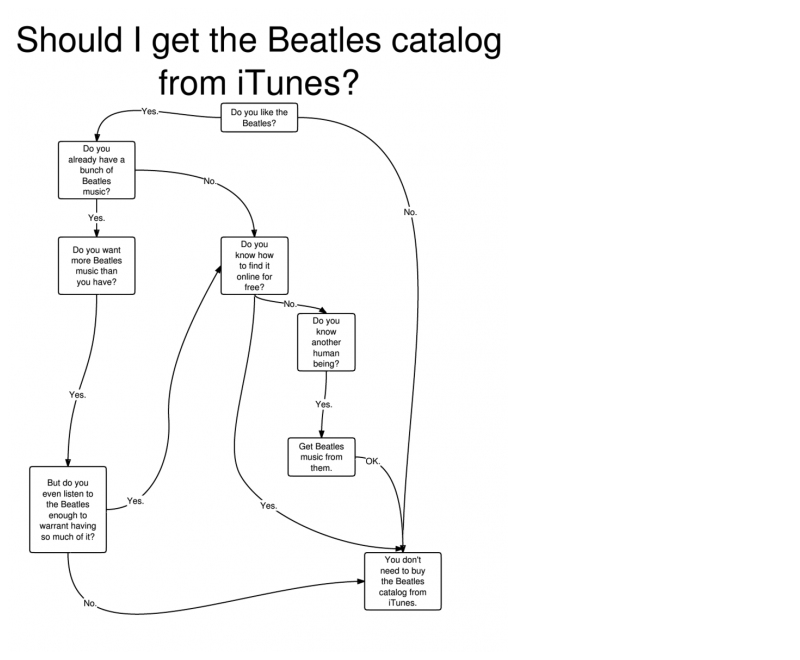 Should I get the Beatles catalog
from iTunes?
Do you like the
Beatles?
Yes.
No.
Do you
already have a
bunch of
Beatles
music?
No.
Yes.
Do you want
more Beatles
music than
you have?
Do you
know how
to find it
online for
free?
No.
Do you
know
another
human
being?
Yes.
Yes.
Get Beatles
music from
them.
OK.
But do you
even listen to
the Beatles
enough to
warrant having
so much of it?
Yes.
Yes.
No.
You don't
need to buy
the Beatles
catalog from
iTunes.